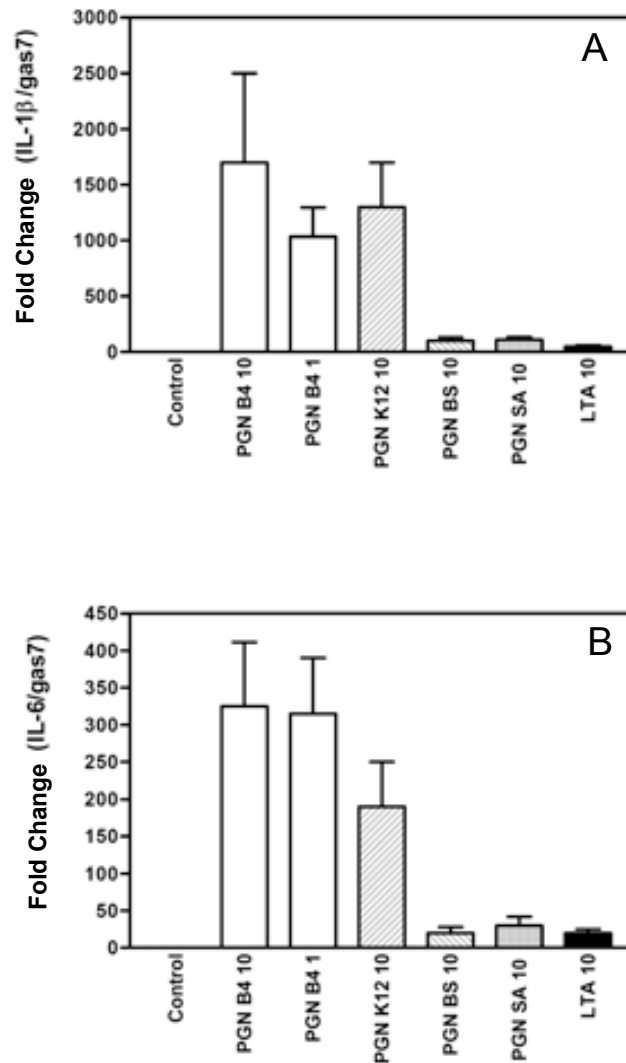 A
Fold Change (IL-1β/gas7)
3000
2500
2000
1500
1000
500
0
Control
PGN B4 10
PGN B4 1
PGN K12 10
PGN BS 10
PGN SA 10
LTA 10
B
Fold Change (IL-6/gas7)
450
400
350
300
250
200
150
100
50
0
Control
PGN B4 10
PGN B4 1
PGN K12 10
PGN BS 10
PGN SA 10
LTA 10